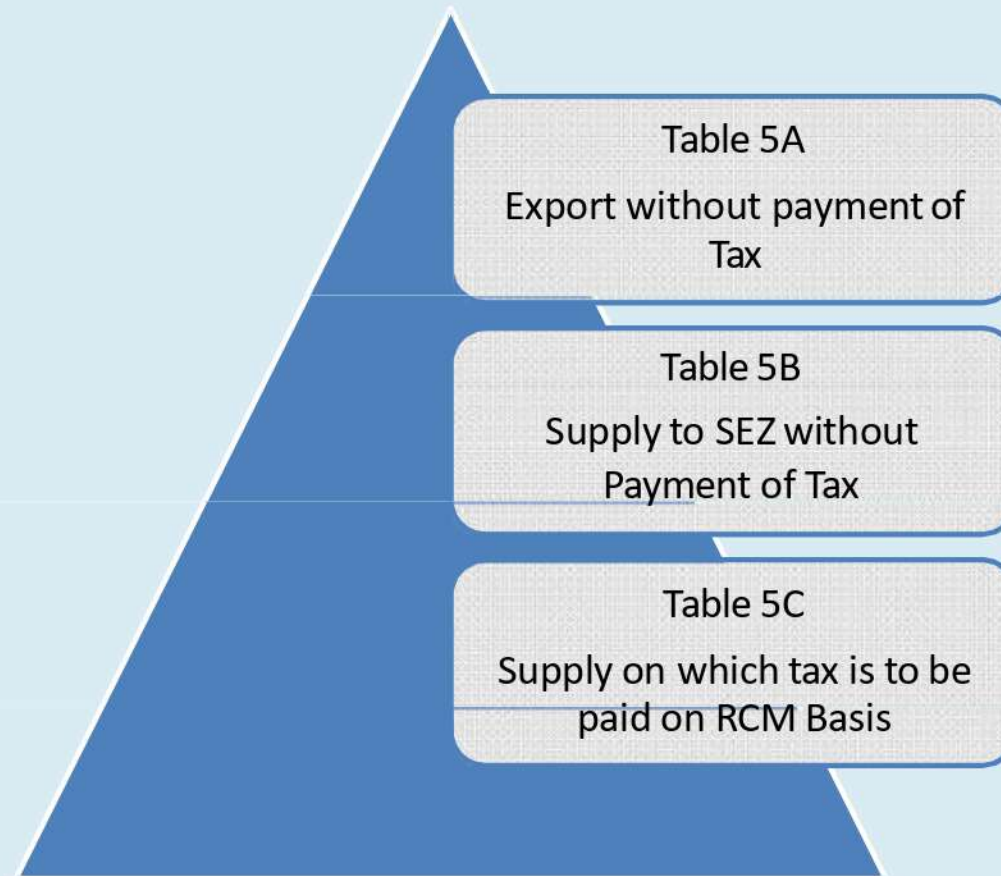 Table 5A
Export without payment of
Tax
Table 5B
Supply to SEZ without
Payment of Tax
Table 5C
Supply on which tax is to be
paid on RCM Basis